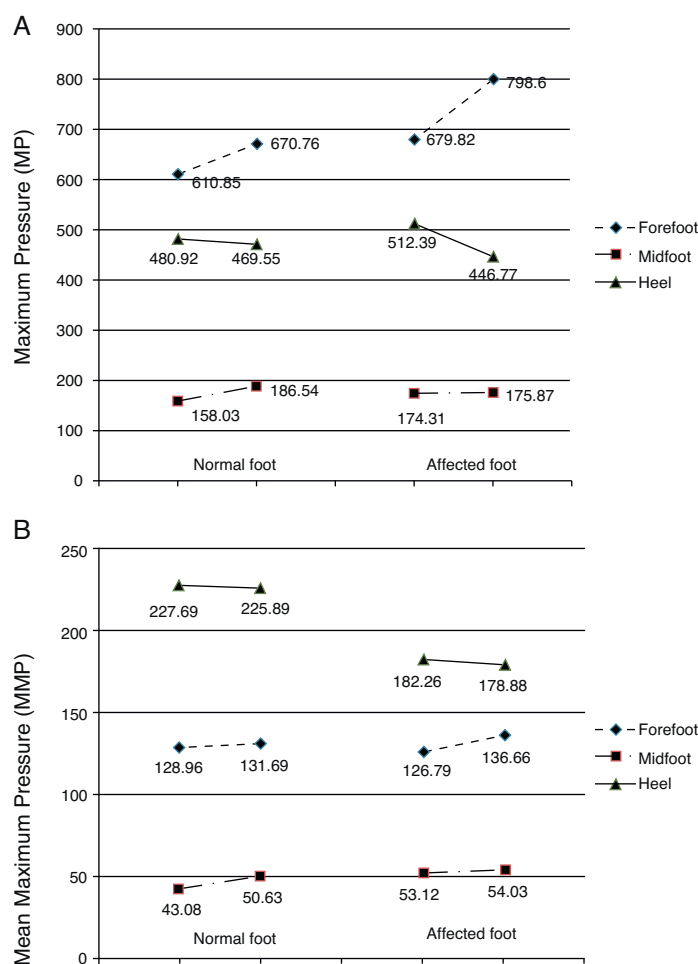 A
Maximum Pressure (MP)
900
800
700
600
500
400
300
200
100
0
798.6
679.82
670.76
610.85
512.39
480.92
469.55
446.77
186.54
175.87
158.03
174.31
Normal foot
Affected foot
Forefoot
Midfoot
Heel
B
Mean Maximum Pressure (MMP)
250
200
150
100
50
0
227.69
225.89
182.26
178.88
128.96
131.69
126.79
136.66
43.08
50.63
53.12
54.03
Normal foot
Affected foot
Forefoot
Midfoot
Heel